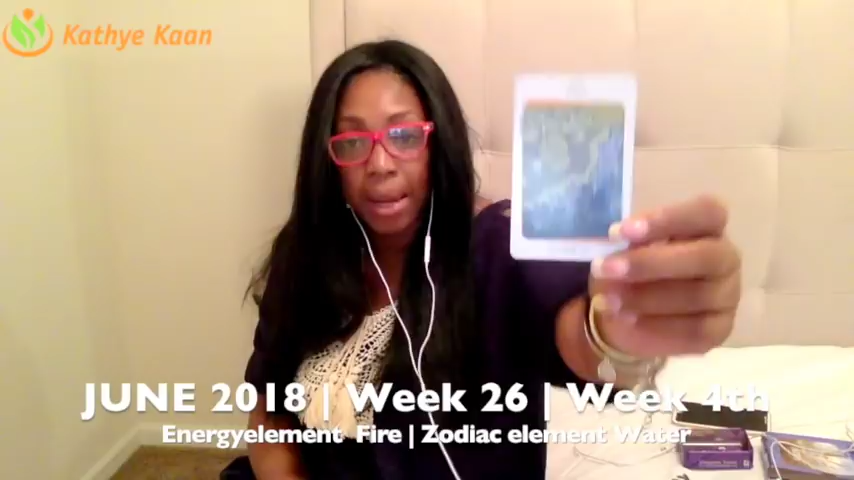 Kathye Kaan
JUNE 2018 | Week 26 | Week 4th
Energyelement Fire | Zodiac element Water